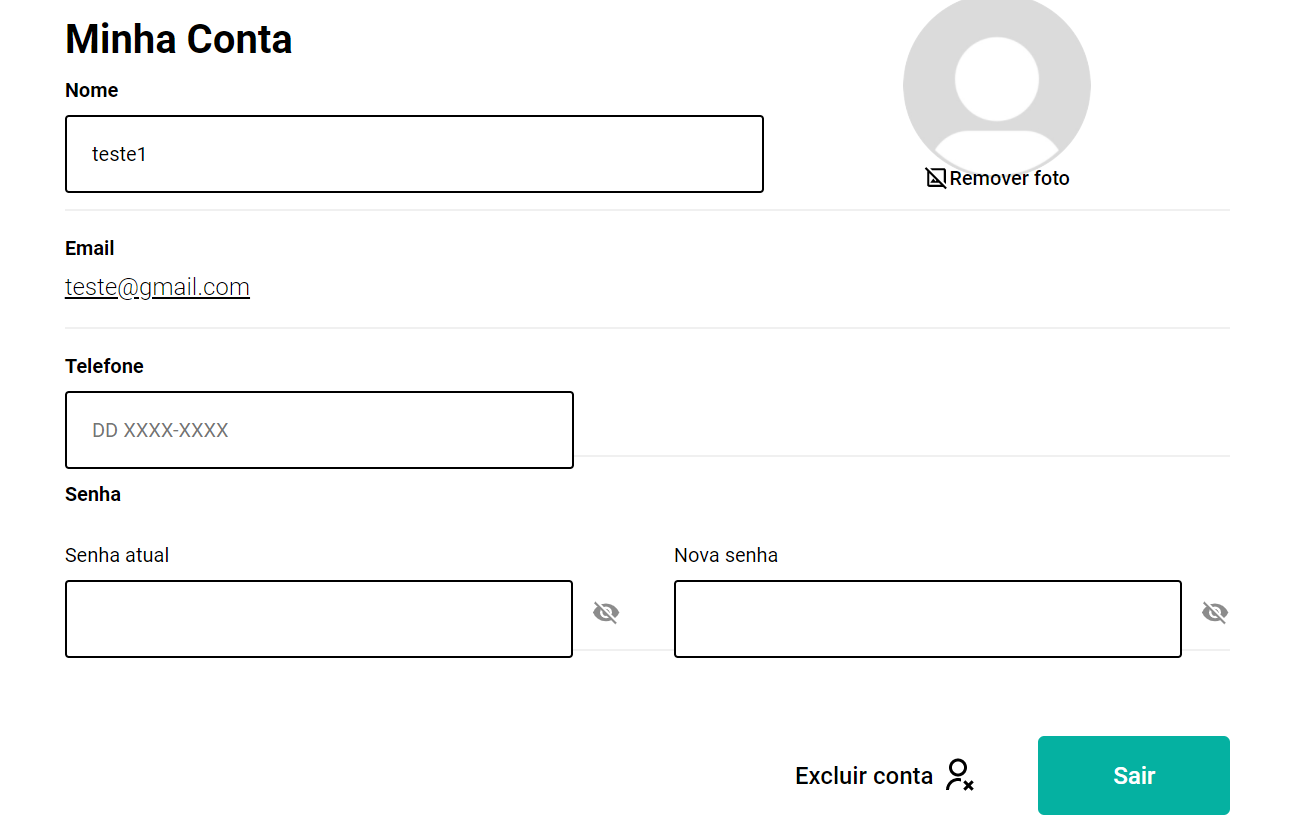 Minha Conta
Nome
teste1
Remover foto
Email
teste@gmail.com
Telefone
DD XXXX-XXXX
Senha
Senha atual
Nova senha
Excluir conta
Sair